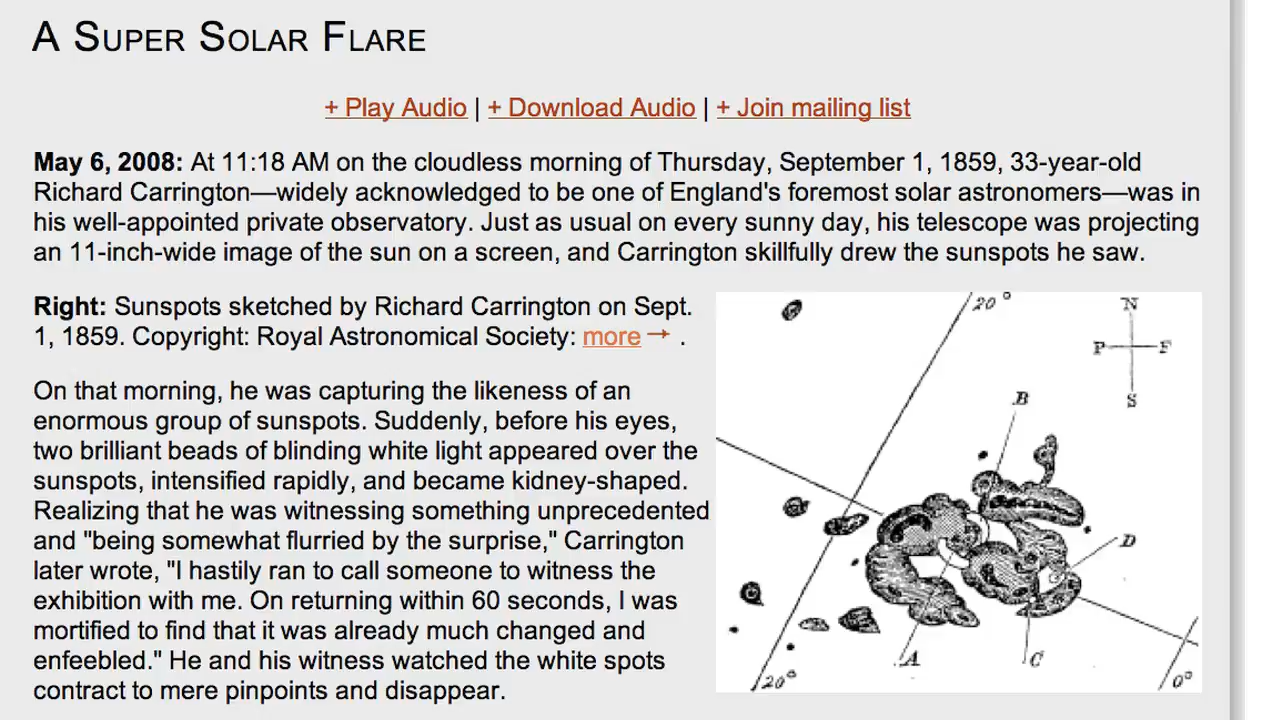 A Super Solar Flare
+ Play Audio | + Download Audio | + Join mailing list
May 6, 2008: At 11:18 AM on the cloudless morning of Thursday, September 1, 1859, 33-year-old
Richard Carrington—widely acknowledged to be one of England's foremost solar astronomers—was in
his well-appointed private observatory. Just as usual on every sunny day, his telescope was projecting
an 11-inch-wide image of the sun on a screen, and Carrington skillfully drew the sunspots he saw.
Right: Sunspots sketched by Richard Carrington on Sept.
1, 1859. Copyright: Royal Astronomical Society: more → .
On that morning, he was capturing the likeness of an
enormous group of sunspots. Suddenly, before his eyes,
two brilliant beads of blinding white light appeared over the
sunspots, intensified rapidly, and became kidney-shaped.
Realizing that he was witnessing something unprecedented
and "being somewhat flurried by the surprise," Carrington
later wrote, "I hastily ran to call someone to witness the
exhibition with me. On returning within 60 seconds, I was
mortified to find that it was already much changed and
enfeebled." He and his witness watched the white spots
contract to mere pinpoints and disappear.
20°
N
P F
S
B
D
A
C
20°
0°